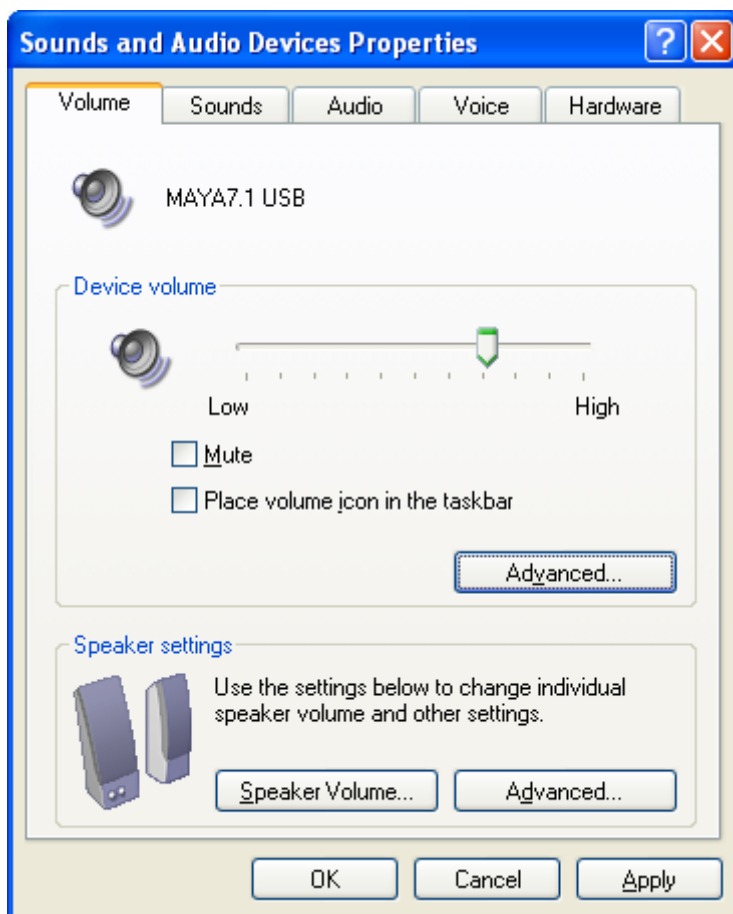 Sounds and Audio Devices Properties
Volume
Sounds
Audio
Voice
Hardware
MAYA7.1 USB
Device volume
Low
High
Mute
Place volume icon in the taskbar
Advanced...
Speaker settings
Use the settings below to change individual
speaker volume and other settings.
Speaker Volume...
Advanced...
OK
Cancel
Apply